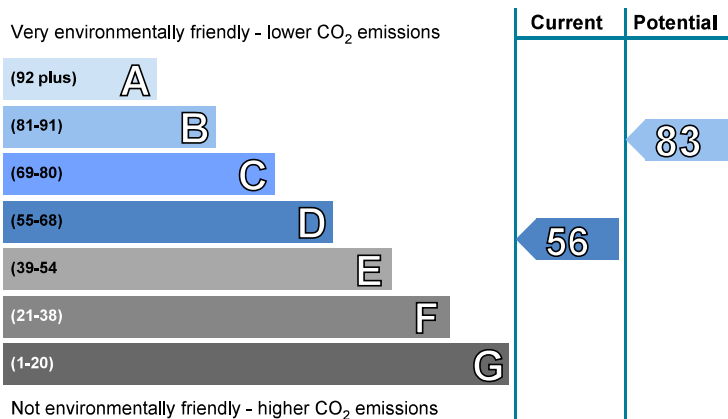 Very environmentally friendly - lower CO2 emissions
Current
Potential
(92 plus) A
(81-91) B
83
(69-80) C
(55-68) D
56
(39-54 E
(21-38) F
(1-20) G
Not environmentally friendly - higher CO2 emissions